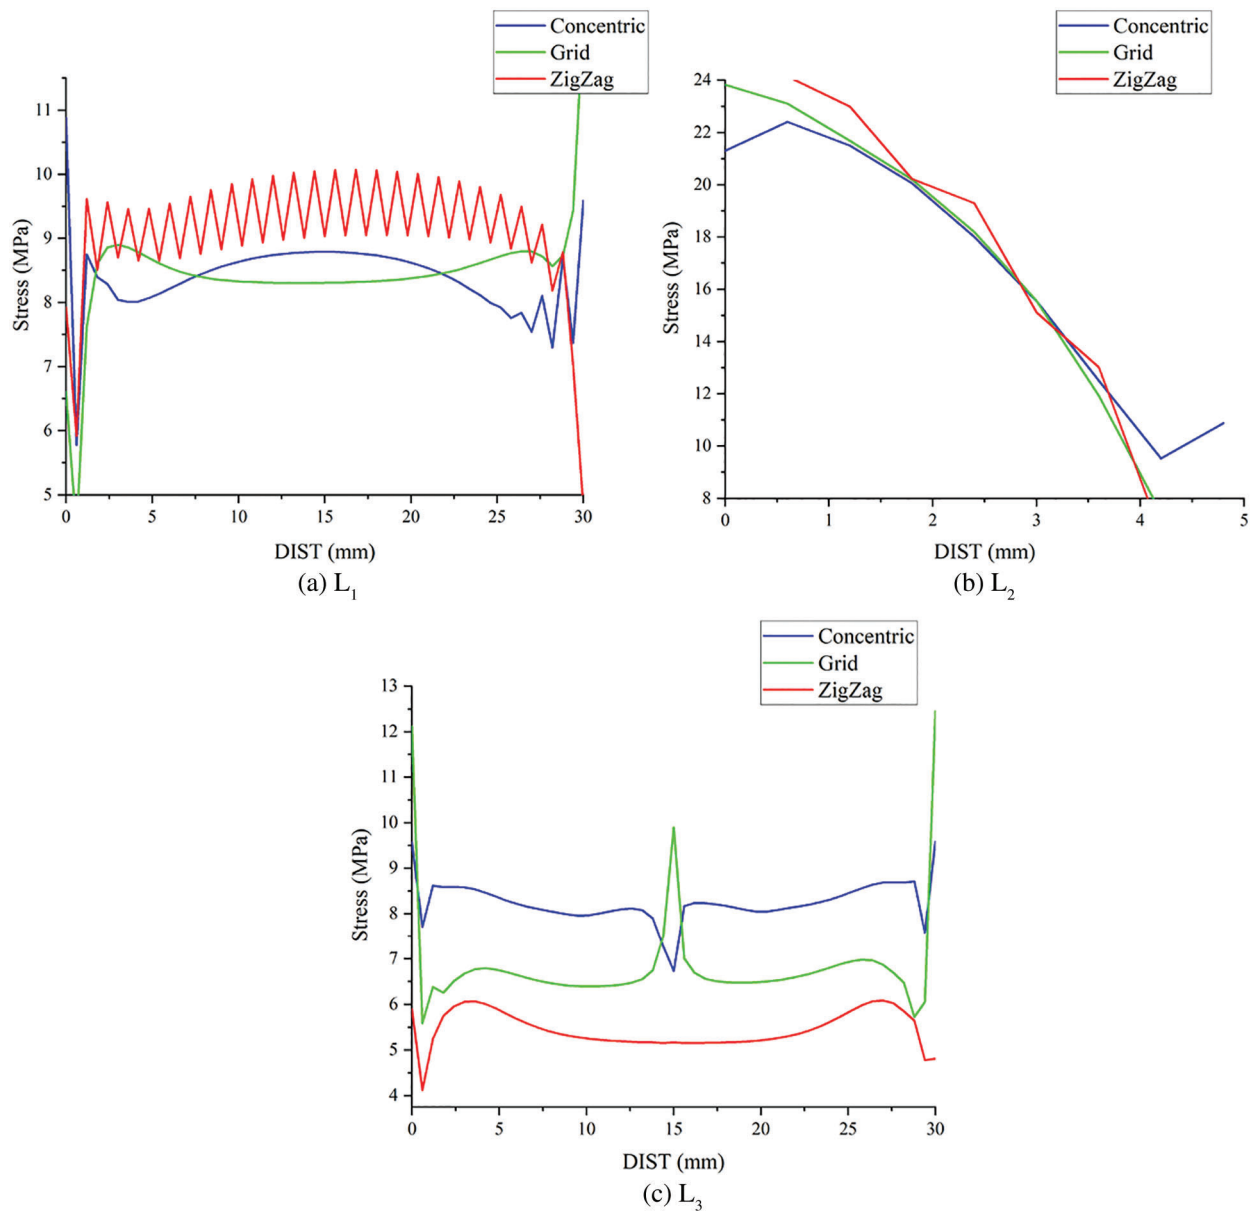 Concentric
Grid
ZigZag
11
10
9
8
7
6
5
Stress (MPa)
0 5 10 15 20 25 30
DIST (mm)
(a) L1
Concentric
Grid
ZigZag
24
22
20
18
16
14
12
10
8
Stress (MPa)
0 1 2 3 4 5
DIST (mm)
(b) L2
Concentric
Grid
ZigZag
13
12
11
10
9
8
7
6
5
4
Stress (MPa)
0 5 10 15 20 25 30
DIST (mm)
(c) L3